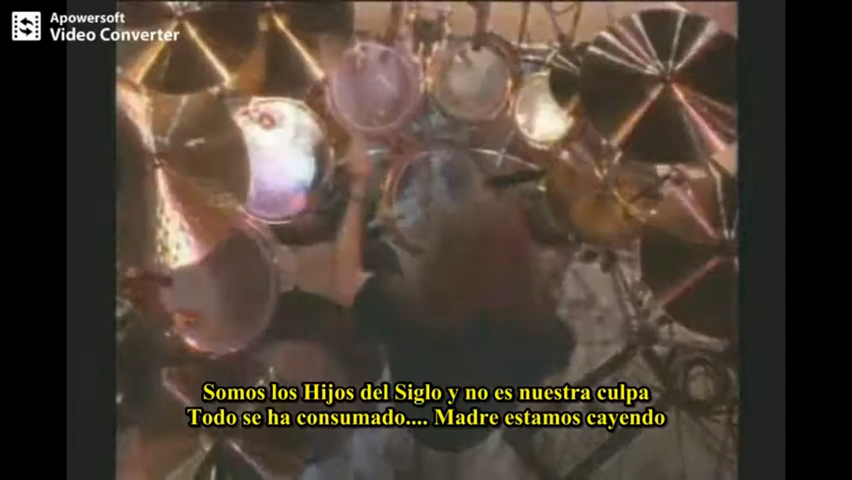 Apowersoft
Video Converter
Somos los Hijos del Siglo y no es nuestra culpa
Todo se ha consumado.... Madre estamos cayendo